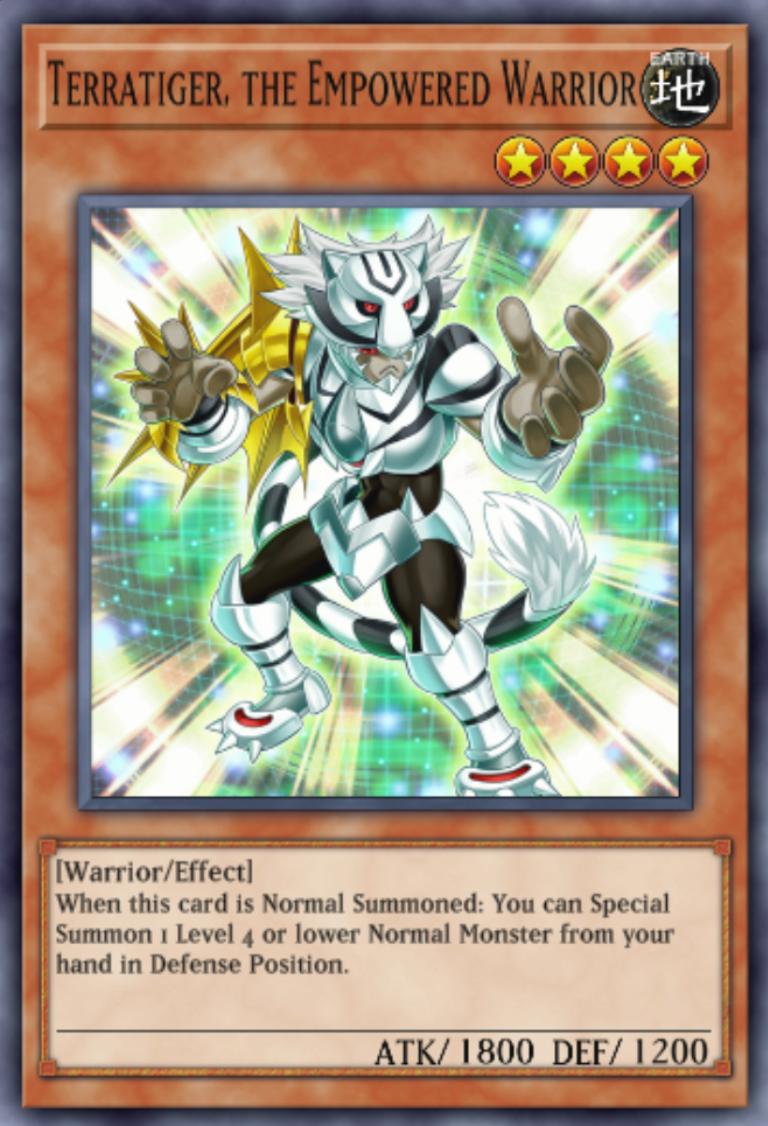 Terratiger, the Empowered Warrior
EARTH
地
[Warrior/Effect]
When this card is Normal Summoned: You can Special
Summon 1 Level 4 or lower Normal Monster from your
hand in Defense Position.
ATK/ 1800 DEF/ 1200